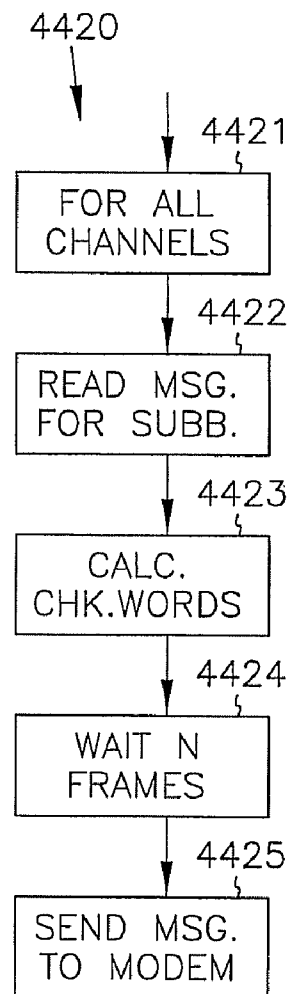 4420
4421
FOR ALL
CHANNELS
4422
READ MSG.
FOR SUBB.
4423
CALC.
CHK.WORDS
4424
WAIT N
FRAMES
4425
SEND MSG.
TO MODEM